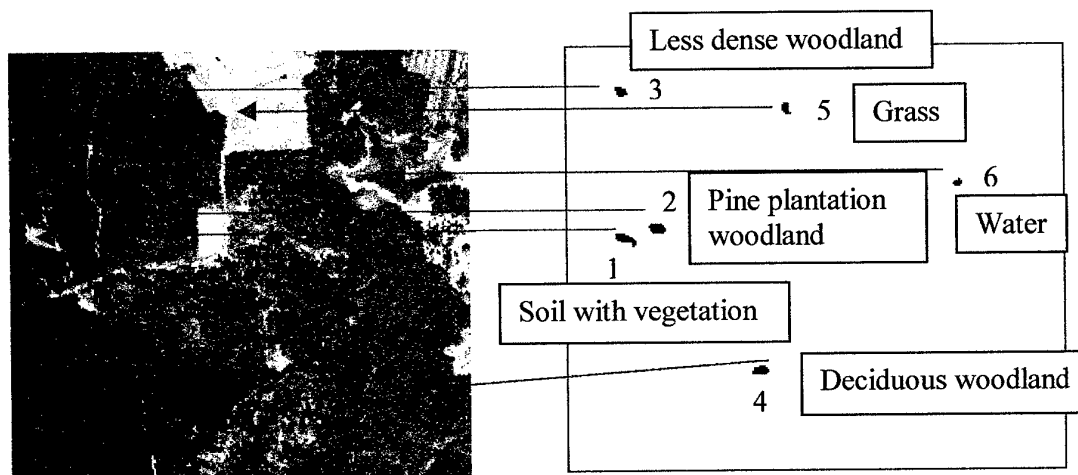 Less dense woodland
3
5
Grass
6
2
Pine plantation
woodland
Water
1
Soil with vegetation
Deciduous woodland
4